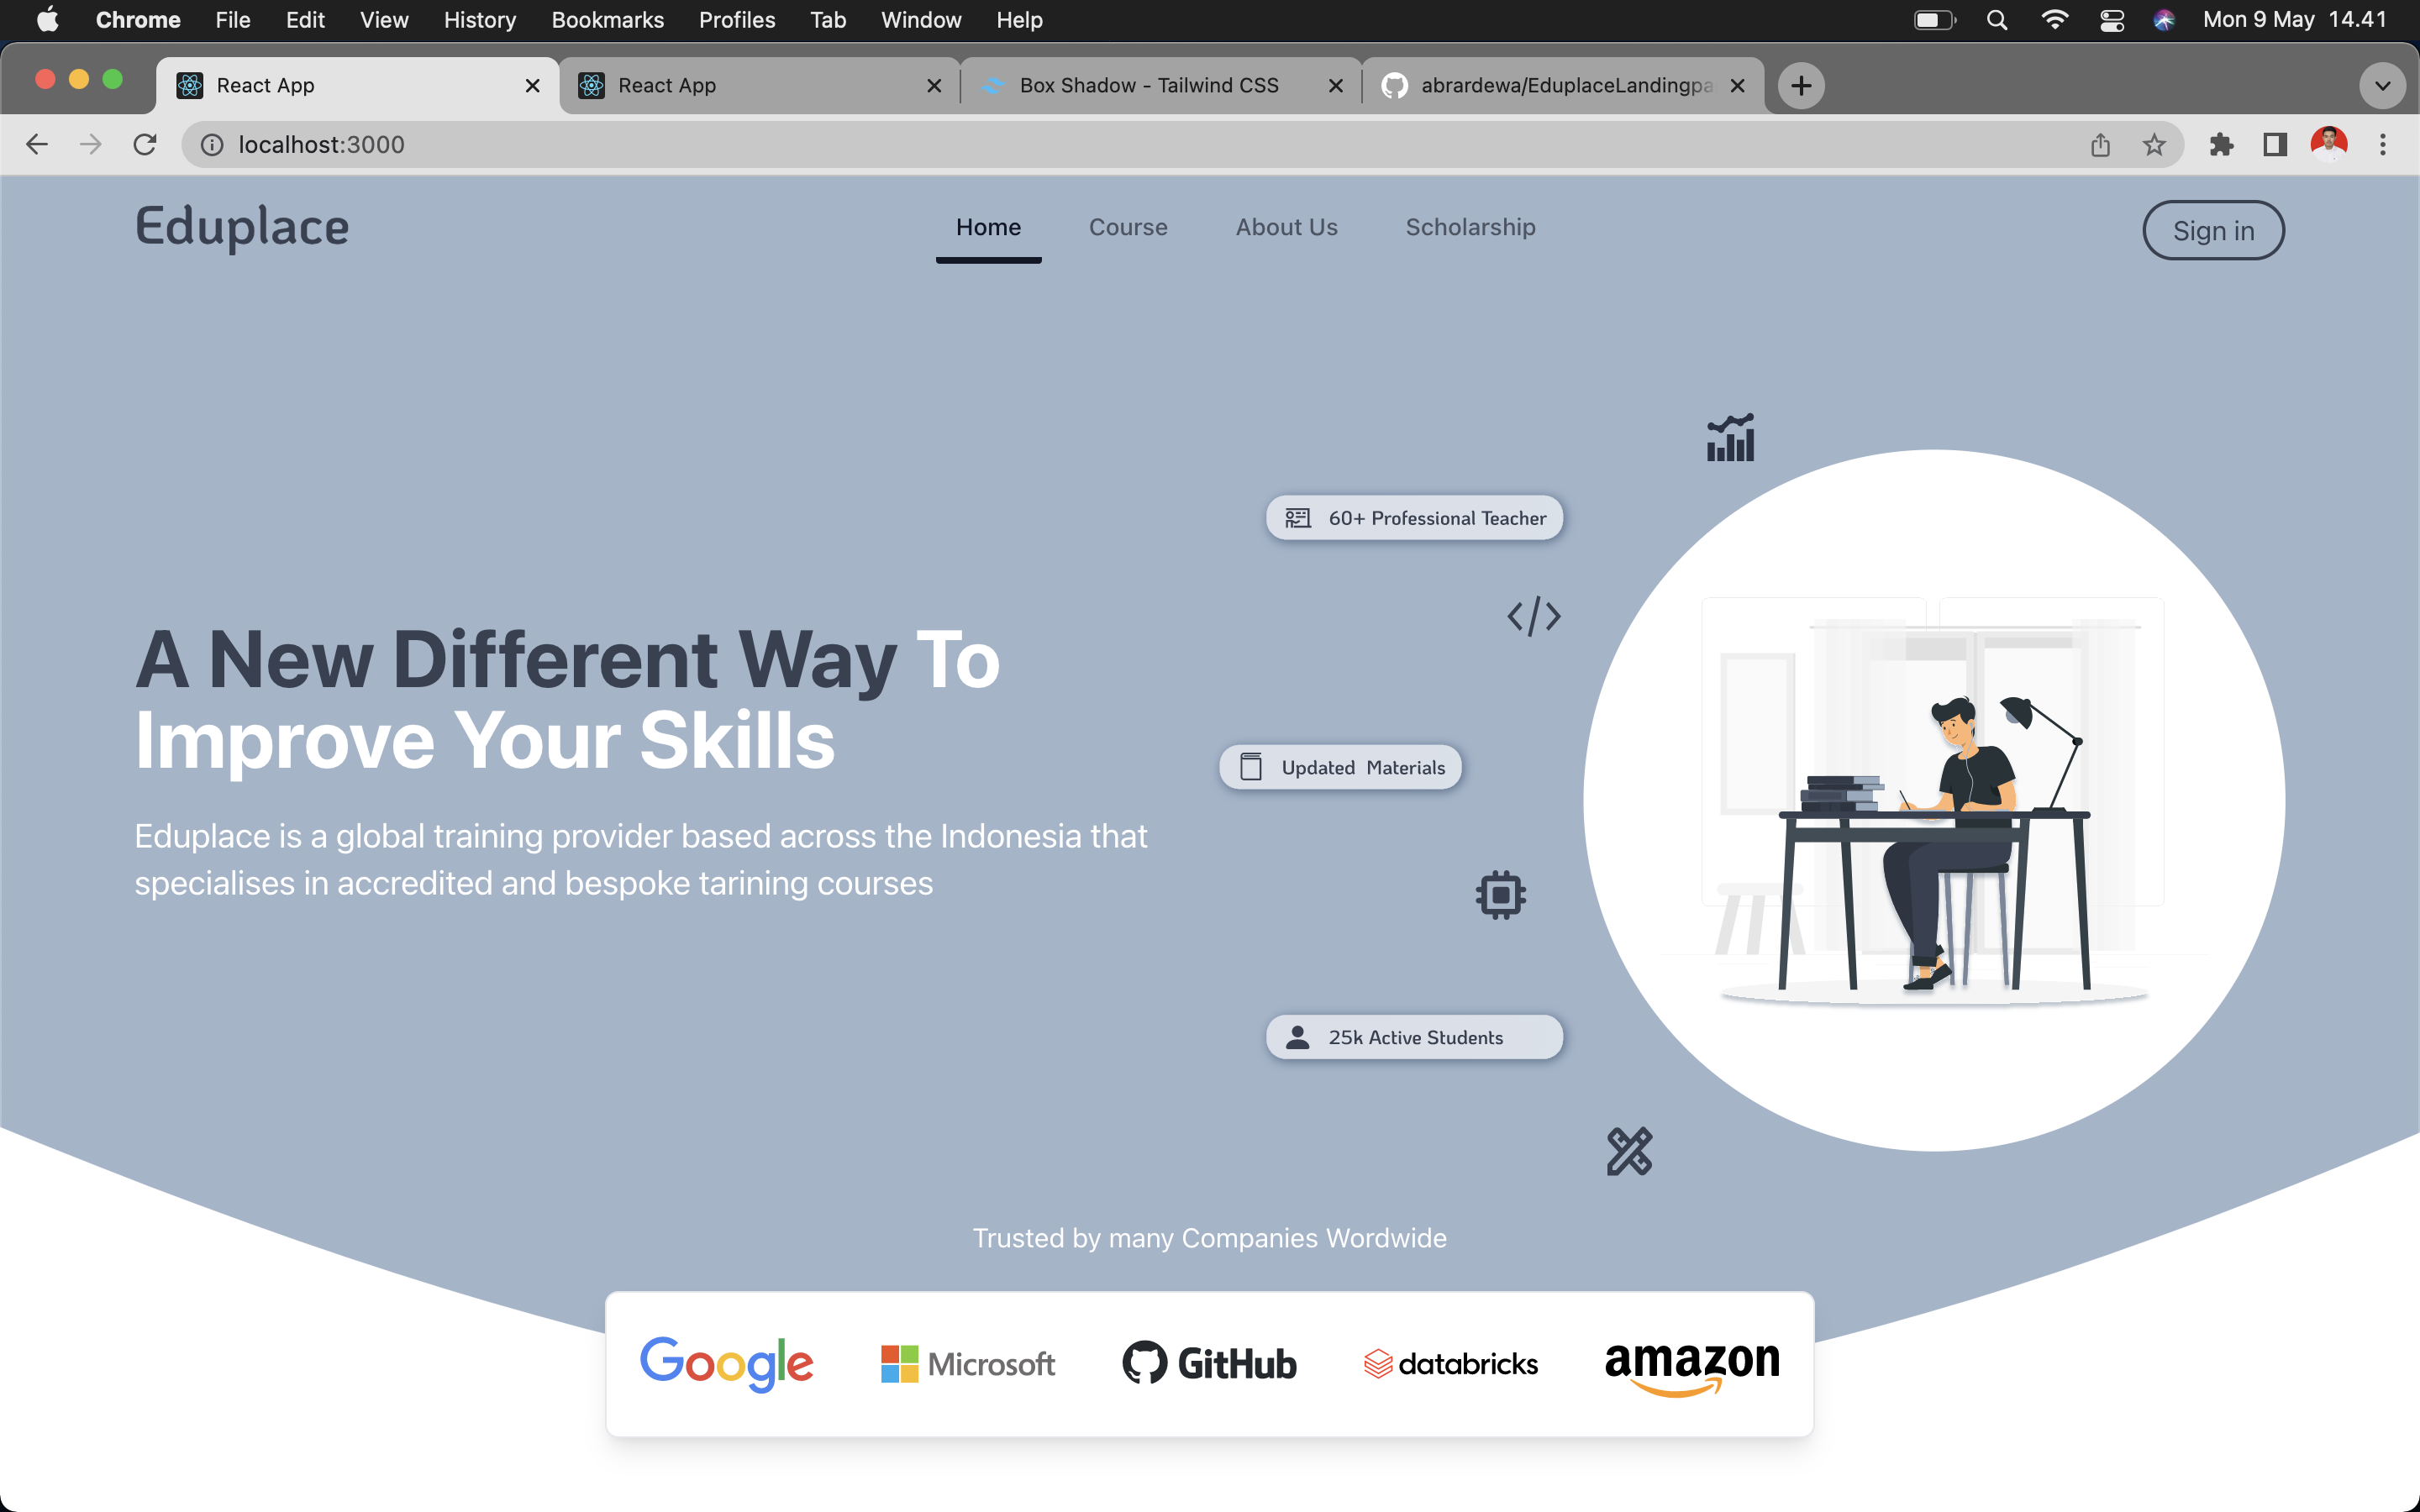 Chrome File Edit View History Bookmarks Profiles Tab Window Help Mon 9 May 14.41
React App React App Box Shadow - Tailwind CSS abrardewa/EduplaceLandingpa
localhost:3000
Eduplace Home Course About Us Scholarship Sign in
60+ Professional Teacher
A New Different Way To
Improve Your Skills
Updated Materials
Eduplace is a global training provider based across the Indonesia that
specialises in accredited and bespoke tarining courses
25k Active Students
Trusted by many Companies Wordwide
Google Microsoft GitHub databricks amazon